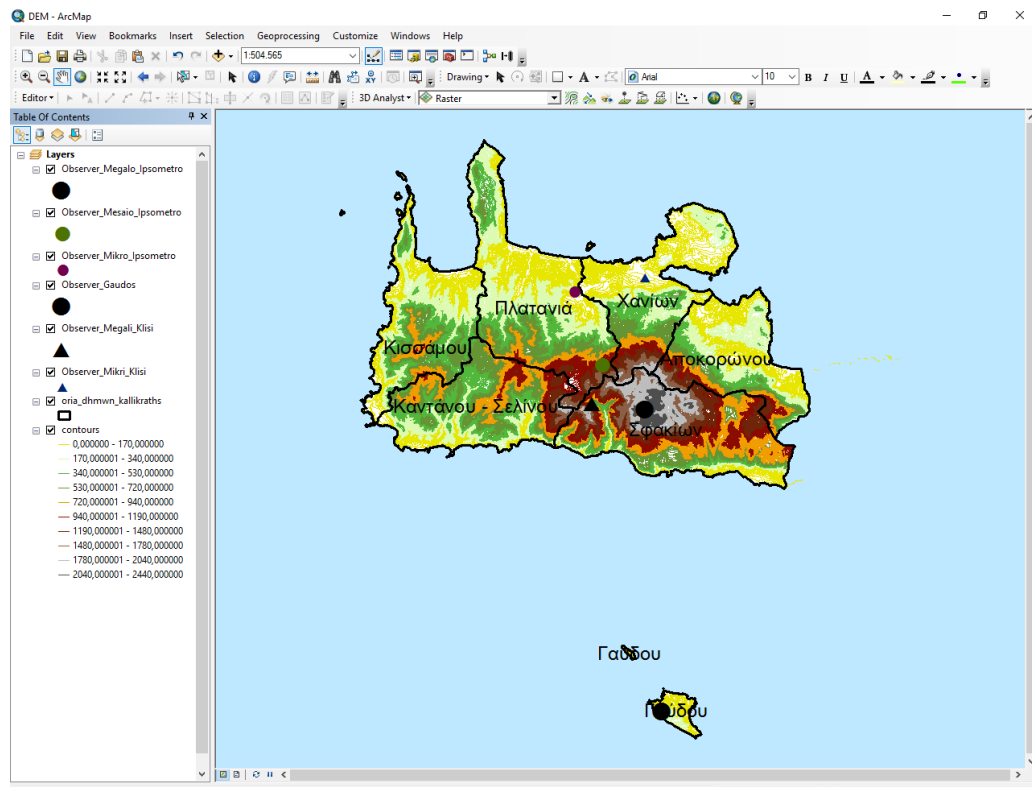 DEM - ArcMap
File Edit View Bookmarks Insert Selection Geoprocessing Customize Windows Help
1:504.565
Drawing Arial 10 B I U A
Editor 3D Analyst Raster
Table Of Contents
Layers
Observer_Megalo_Ipsometro
Observer_Mesaio_Ipsometro
Observer_Mikro_Ipsometro
Observer_Gaudos
Observer_Megali_Klisi
Observer_Mikri_Klisi
oria_dhmwn_kallikraths
contours
0,000000 - 170,000000
170,000001 - 340,000000
340,000001 - 530,000000
530,000001 - 720,000000
720,000001 - 940,000000
940,000001 - 1190,000000
1190,000001 - 1480,000000
1480,000001 - 1780,000000
1780,000001 - 2040,000000
2040,000001 - 2440,000000
Πλατανιά
Χανίων
Κισσάμου
Αποκορώνου
Καντάνου - Σελίνου
Σφακίων
Γαύδου
Γαύδου